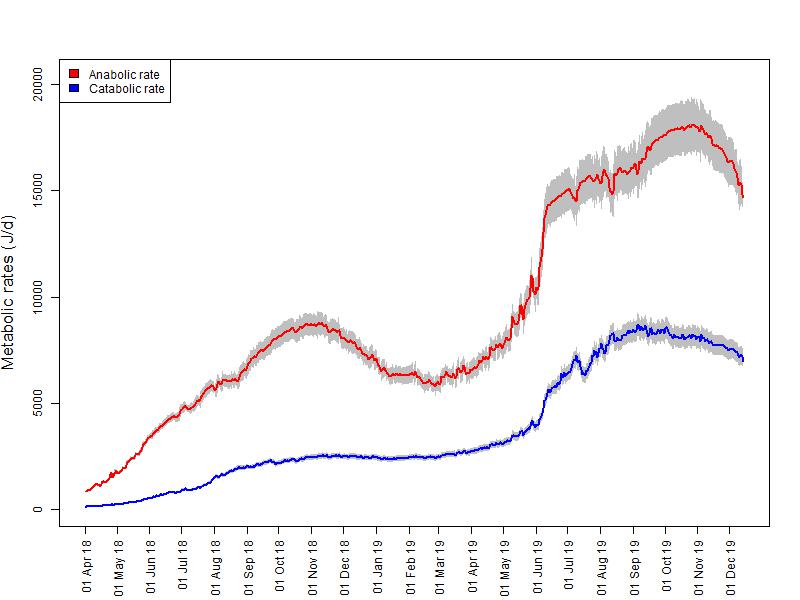 Anabolic rate
Catabolic rate
Metabolic rates (J/d)
20000
15000
10000
5000
0
01 Apr 18
01 May 18
01 Jun 18
01 Jul 18
01 Aug 18
01 Sep 18
01 Oct 18
01 Nov 18
01 Dec 18
01 Jan 19
01 Feb 19
01 Mar 19
01 Apr 19
01 May 19
01 Jun 19
01 Jul 19
01 Aug 19
01 Sep 19
01 Oct 19
01 Nov 19
01 Dec 19